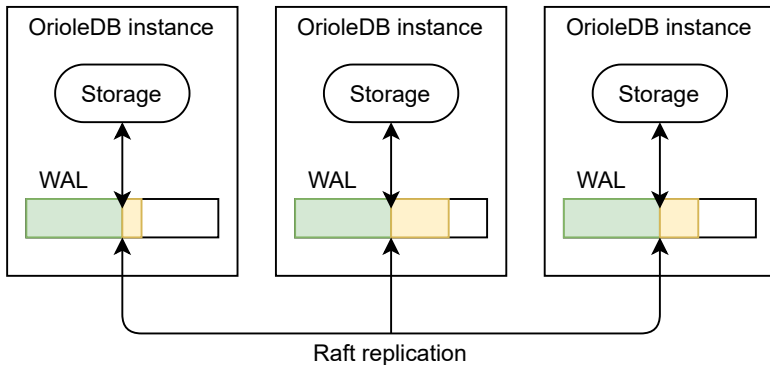 OrioleDB instance
OrioleDB instance
OrioleDB instance
Storage
Storage
Storage
WAL
WAL
WAL
Raft replication